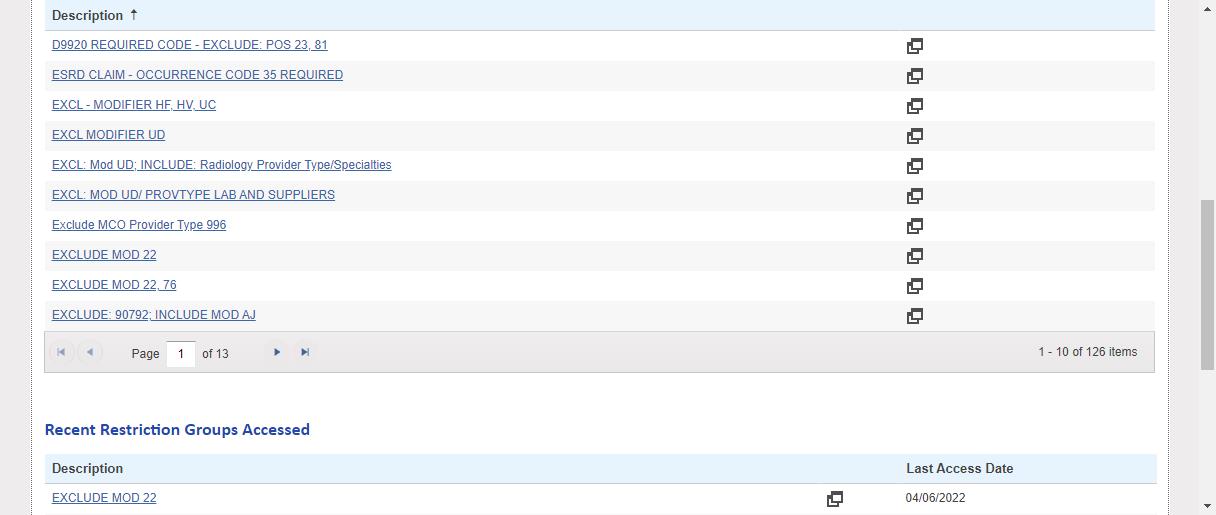 Description ↑
D9920 REQUIRED CODE - EXCLUDE: POS 23, 81
ESRD CLAIM - OCCURRENCE CODE 35 REQUIRED
EXCL - MODIFIER HF, HV, UC
EXCL MODIFIER UD
EXCL: Mod UD; INCLUDE: Radiology Provider Type/Specialties
EXCL: MOD UD/ PROVTYPE LAB AND SUPPLIERS
Exclude MCO Provider Type 996
EXCLUDE MOD 22
EXCLUDE MOD 22, 76
EXCLUDE: 90792; INCLUDE MOD AJ
Page 1 of 13 1 - 10 of 126 items
Recent Restriction Groups Accessed
Description Last Access Date
EXCLUDE MOD 22 04/06/2022